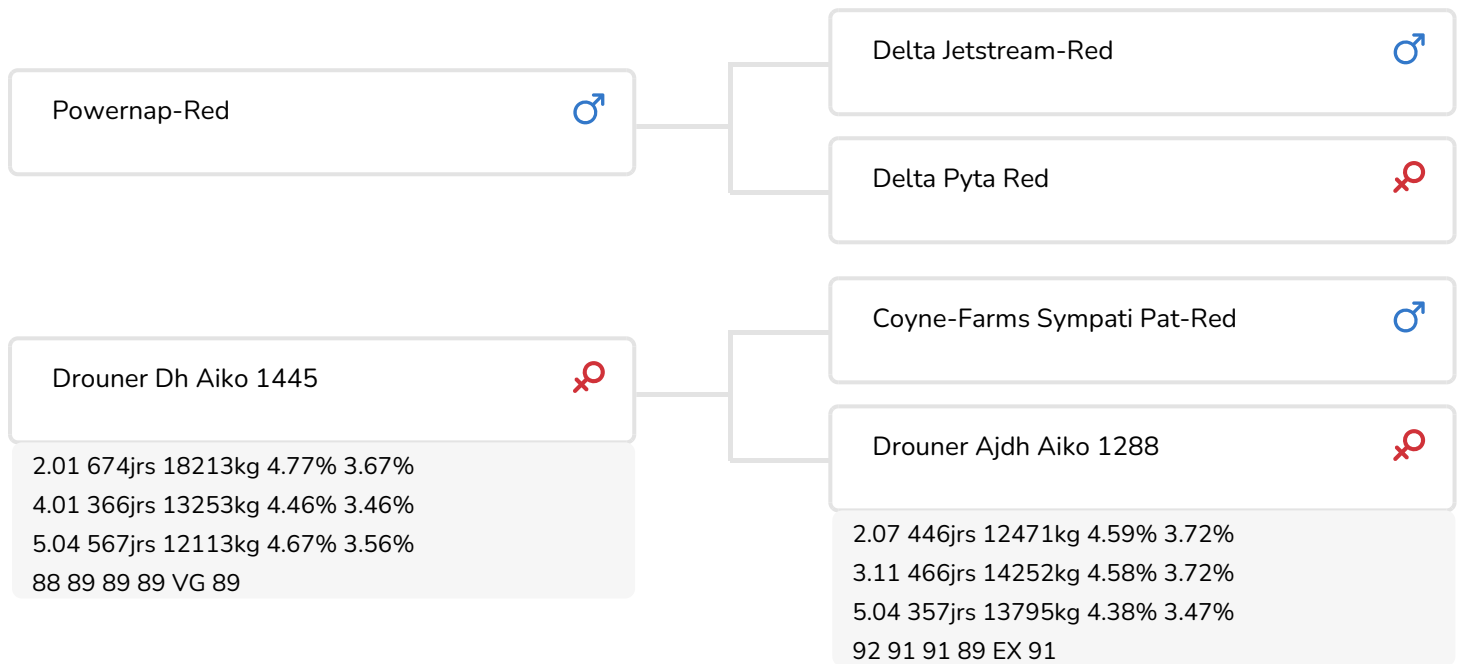 Powernap-Red
Delta Jetstream-Red
Delta Pyta Red
Drouner Dh Aiko 1445
2.01 674jrs 18213kg 4.77% 3.67%
4.01 366jrs 13253kg 4.46% 3.46%
5.04 567jrs 12113kg 4.67% 3.56%
88 89 89 89 VG 89
Coyne-Farms Sympati Pat-Red
Drouner Ajdh Aiko 1288
2.07 446jrs 12471kg 4.59% 3.72%
3.11 466jrs 14252kg 4.58% 3.72%
5.04 357jrs 13795kg 4.38% 3.47%
92 91 91 89 EX 91